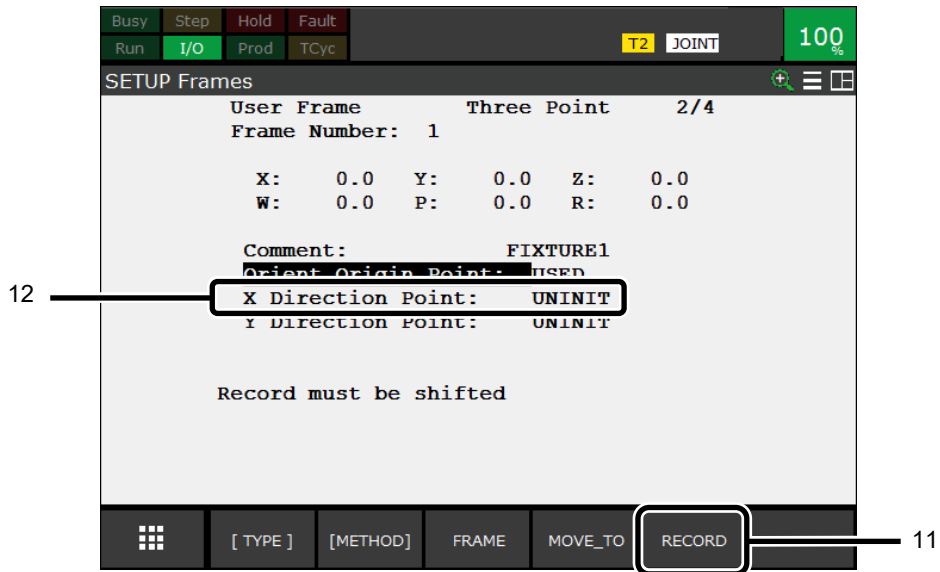 Busy Step Hold Fault
Run I/O Prod TCyc T2 JOINT 100%
SETUP Frames
User Frame Three Point 2/4
Frame Number: 1
X: 0.0 Y: 0.0 Z: 0.0
W: 0.0 P: 0.0 R: 0.0
Comment: FIXTURE1
Orient Origin Point: USED
12 X Direction Point: UNINIT
Y Direction Point: UNINIT
Record must be shifted
[ TYPE ] [METHOD] FRAME MOVE_TO RECORD 11